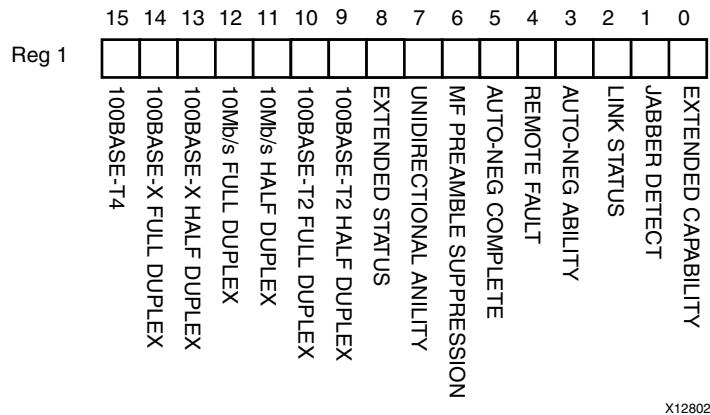 15 14 13 12 11 10 9 8 7 6 5 4 3 2 1 0
Reg 1
100BASE-T4
100BASE-X FULL DUPLEX
100BASE-X HALF DUPLEX
10Mb/s FULL DUPLEX
10Mb/s HALF DUPLEX
100BASE-T2 FULL DUPLEX
100BASE-T2 HALF DUPLEX
EXTENDED STATUS
UNIDIRECTIONAL ANILITY
MF PREAMBLE SUPPRESSION
AUTO-NEG COMPLETE
REMOTE FAULT
AUTO-NEG ABILITY
LINK STATUS
JABBER DETECT
EXTENDED CAPABILITY
X12802